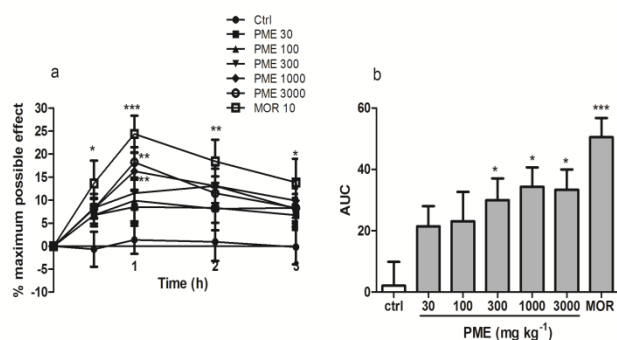 Ctrl
PME 30
PME 100
PME 300
PME 1000
PME 3000
MOR 10
a
% maximum possible effect
30
25
20
15
10
5
0
-5
-10
* *** ** ** ** *
1 2 3
Time (h)
b
AUC
60
40
20
0
* * * ***
ctrl 30 100 300 1000 3000 MOR
PME (mg kg⁻¹)